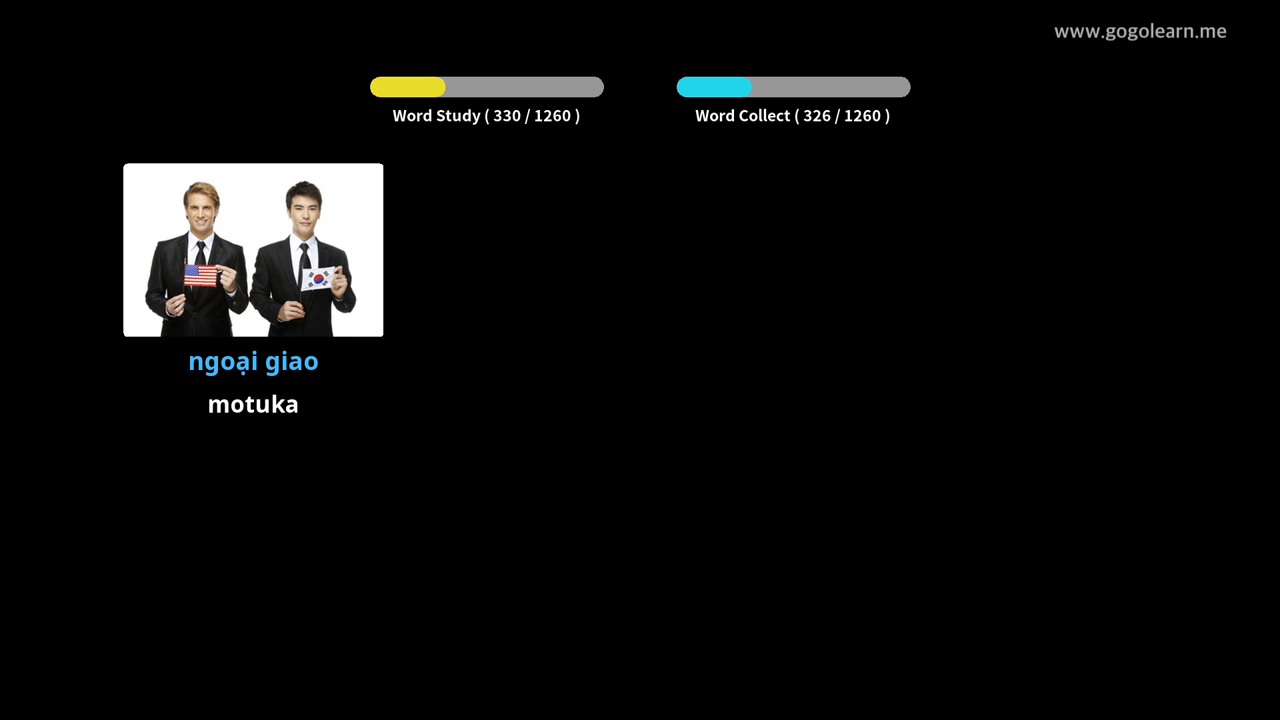 www.gogolearn.me
Word Study ( 330 / 1260 )
Word Collect ( 326 / 1260 )
ngoại giao
motuka